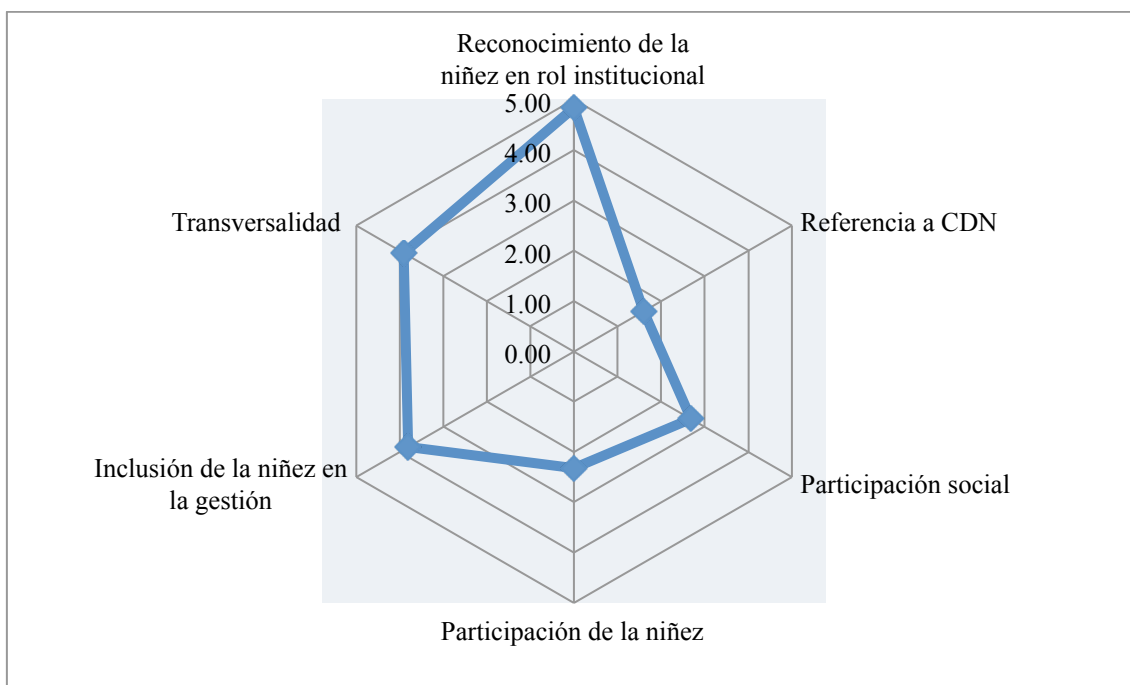 Reconocimiento de la
niñez en rol institucional
5.00
4.00
Transversalidad
Referencia a CDN
3.00
2.00
1.00
0.00
Inclusión de la niñez en
la gestión
Participación social
Participación de la niñez